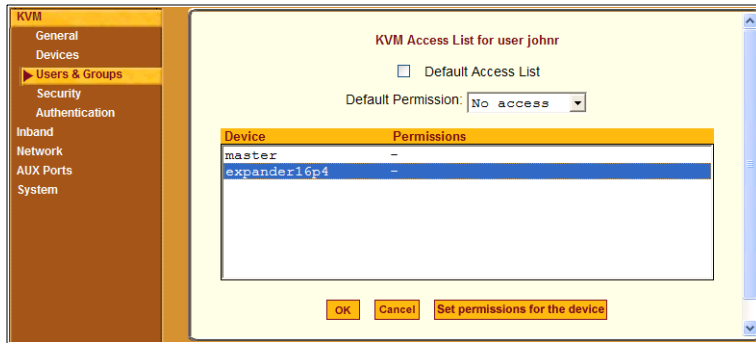 KVM
General
Devices
Users & Groups
Security
Authentication
Inband
Network
AUX Ports
System
KVM Access List for user johnr
Default Access List
Default Permission: No access
Device Permissions
master -
expander16p4 -
OK Cancel Set permissions for the device